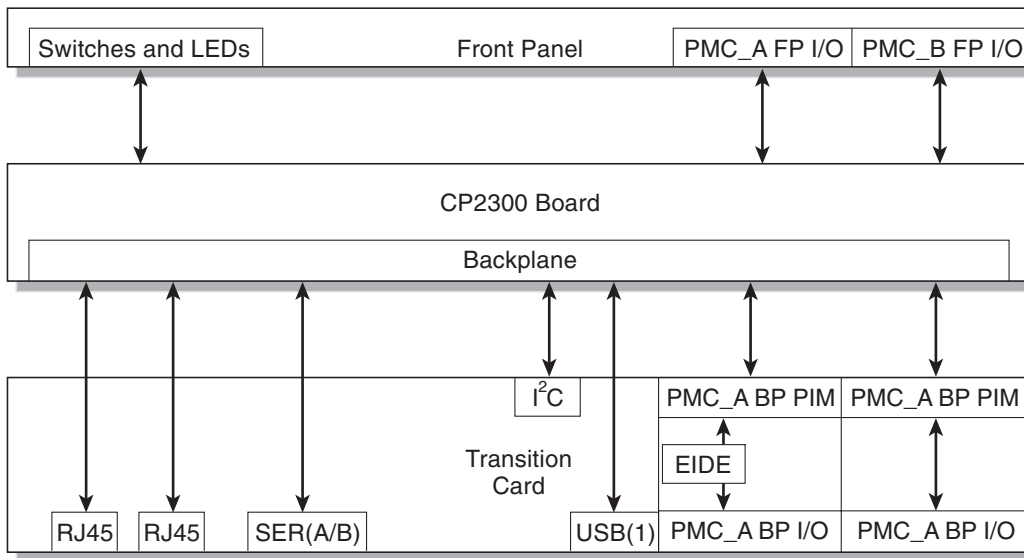 Switches and LEDs
Front Panel
PMC_A FP I/O
PMC_B FP I/O
CP2300 Board
Backplane
I²C
PMC_A BP PIM
PMC_A BP PIM
Transition
Card
EIDE
RJ45
RJ45
SER(A/B)
USB(1)
PMC_A BP I/O
PMC_A BP I/O